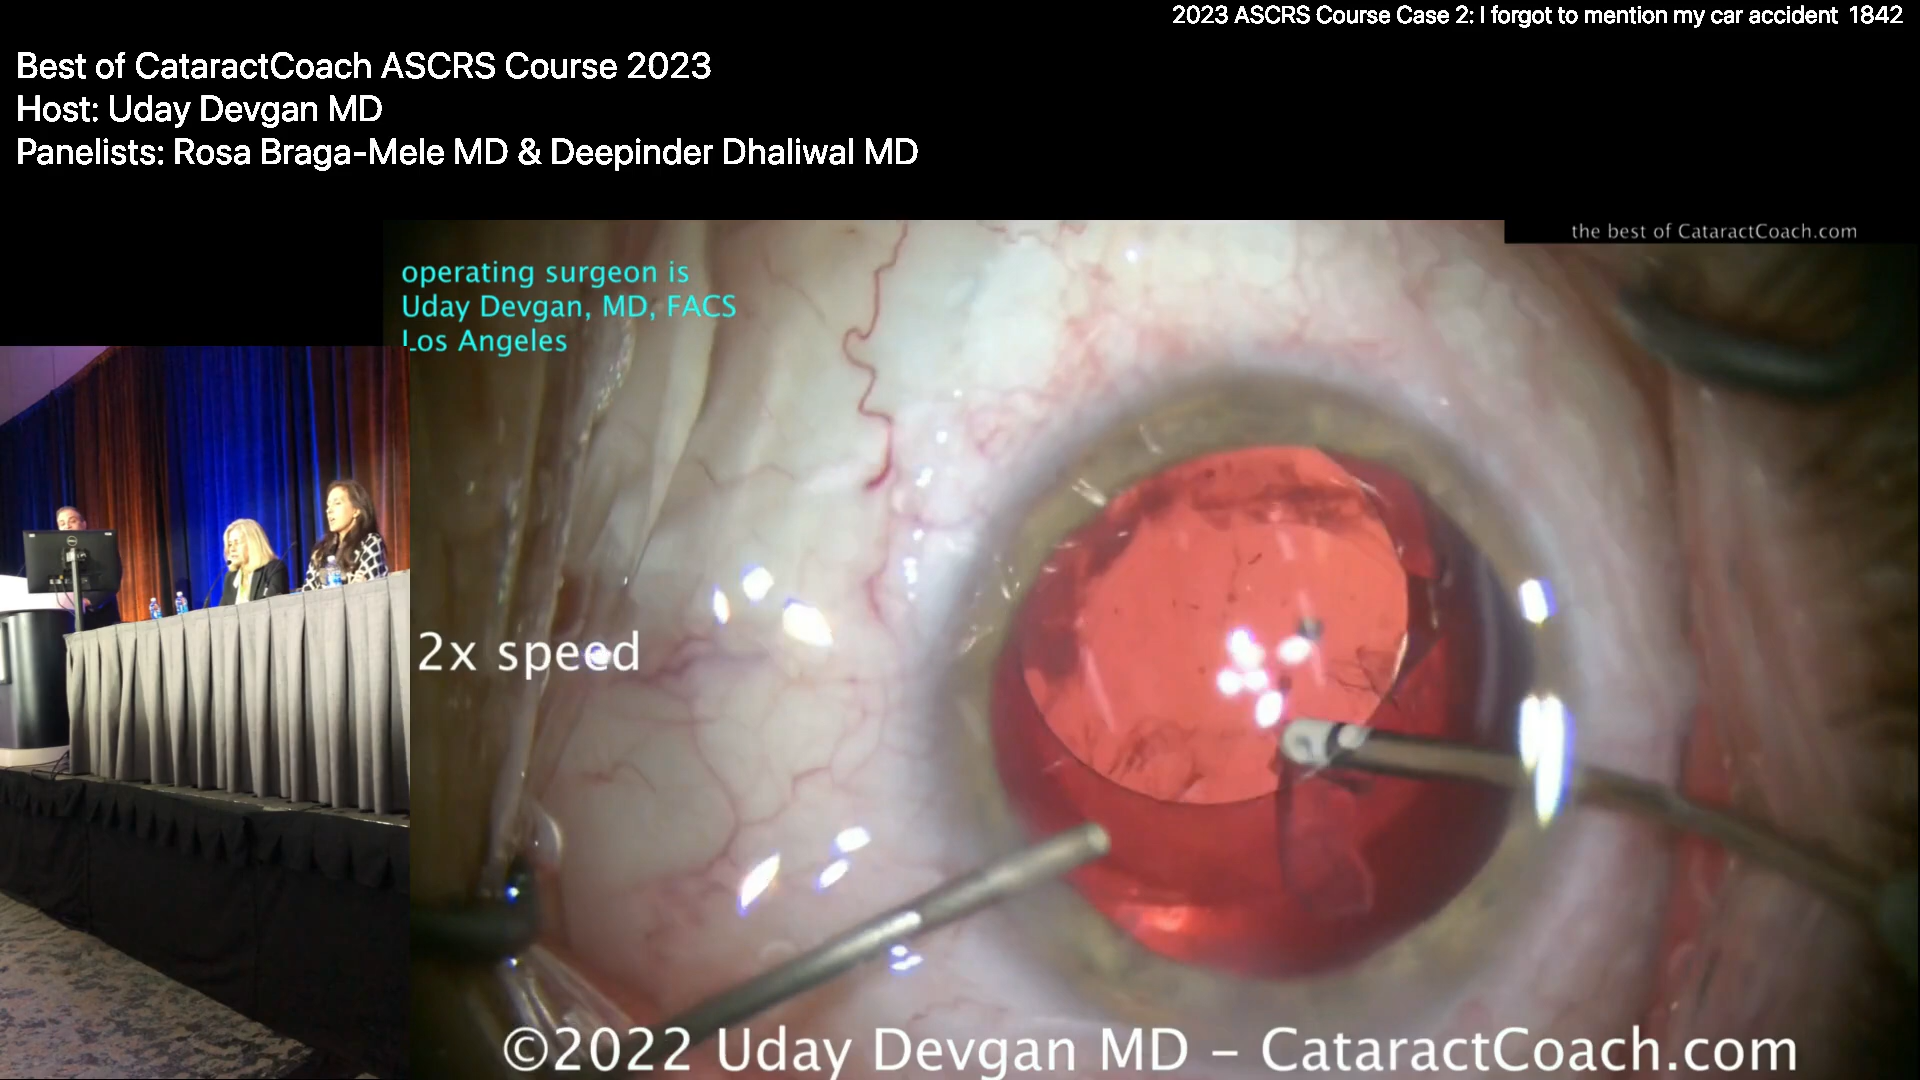 2023 ASCRS Course Case 2: I forgot to mention my car accident 1842
Best of CataractCoach ASCRS Course 2023
Host: Uday Devgan MD
Panelists: Rosa Braga-Mele MD & Deepinder Dhaliwal MD
the best of CataractCoach.com
operating surgeon is
Uday Devgan, MD, FACS
Los Angeles
2x speed
©2022 Uday Devgan MD – CataractCoach.com